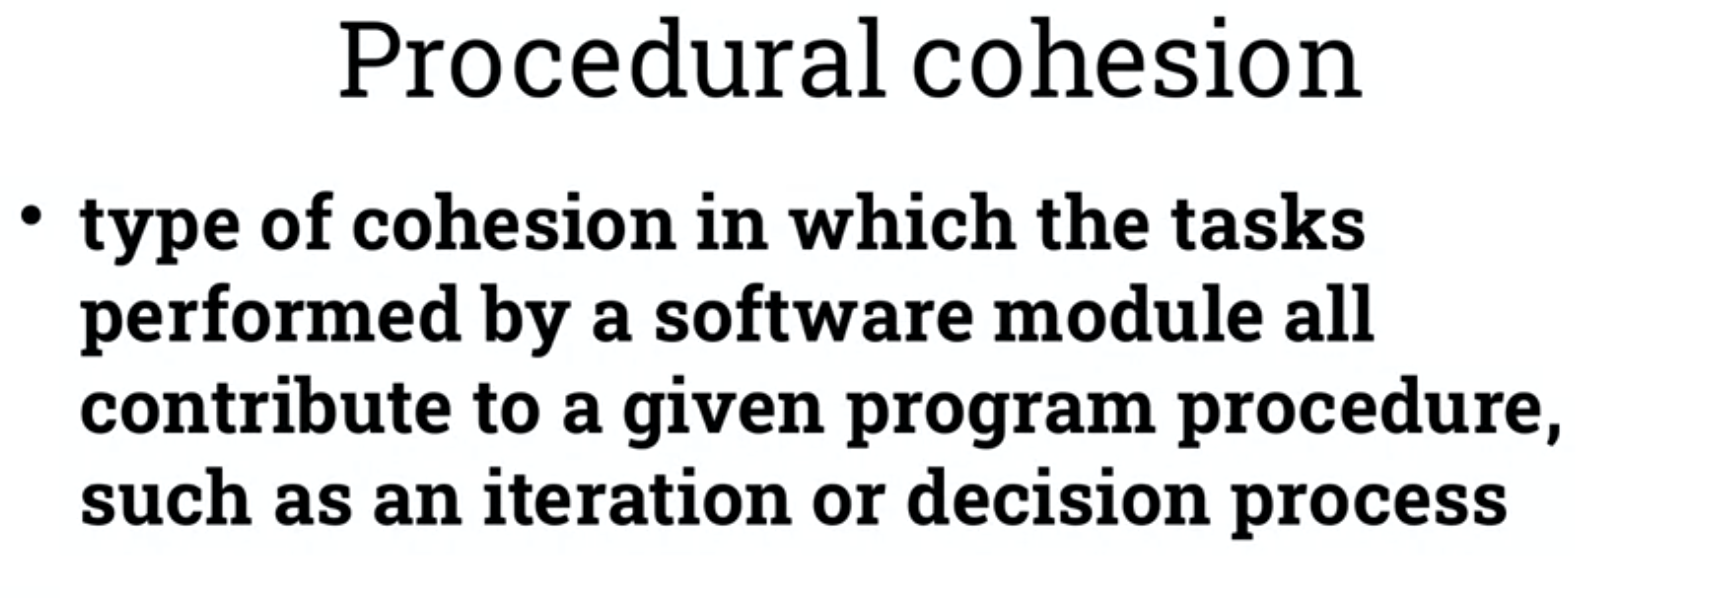 Procedural cohesion
• type of cohesion in which the tasks
performed by a software module all
contribute to a given program procedure,
such as an iteration or decision process